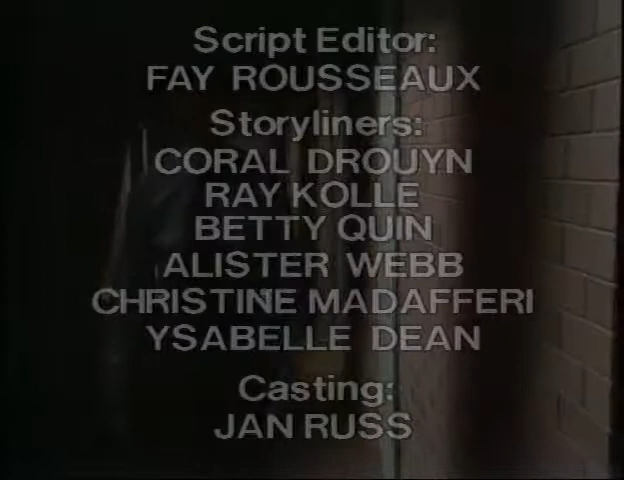 Script Editor:
FAY ROUSSEAUX
Storyliners:
CORAL DROUYN
RAY KOLLE
BETTY QUIN
ALISTER WEBB
CHRISTINE MADAFFERI
YSABELLE DEAN
Casting:
JAN RUSS